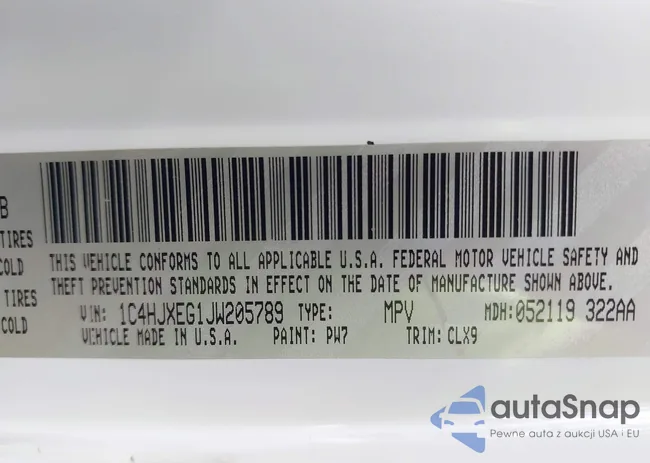 B
TIRES
COLD
TIRES
COLD
THIS VEHICLE CONFORMS TO ALL APPLICABLE U.S.A. FEDERAL MOTOR VEHICLE SAFETY AND
THEFT PREVENTION STANDARDS IN EFFECT ON THE DATE OF MANUFACTURE SHOWN ABOVE.
VIN: 1C4HJXEG1JW205789 TYPE: MPV MDH:052119 322AA
VEHICLE MADE IN U.S.A. PAINT: PW7 TRIM: CLX9
autaSnap
Pewne auta z aukcji USA i EU